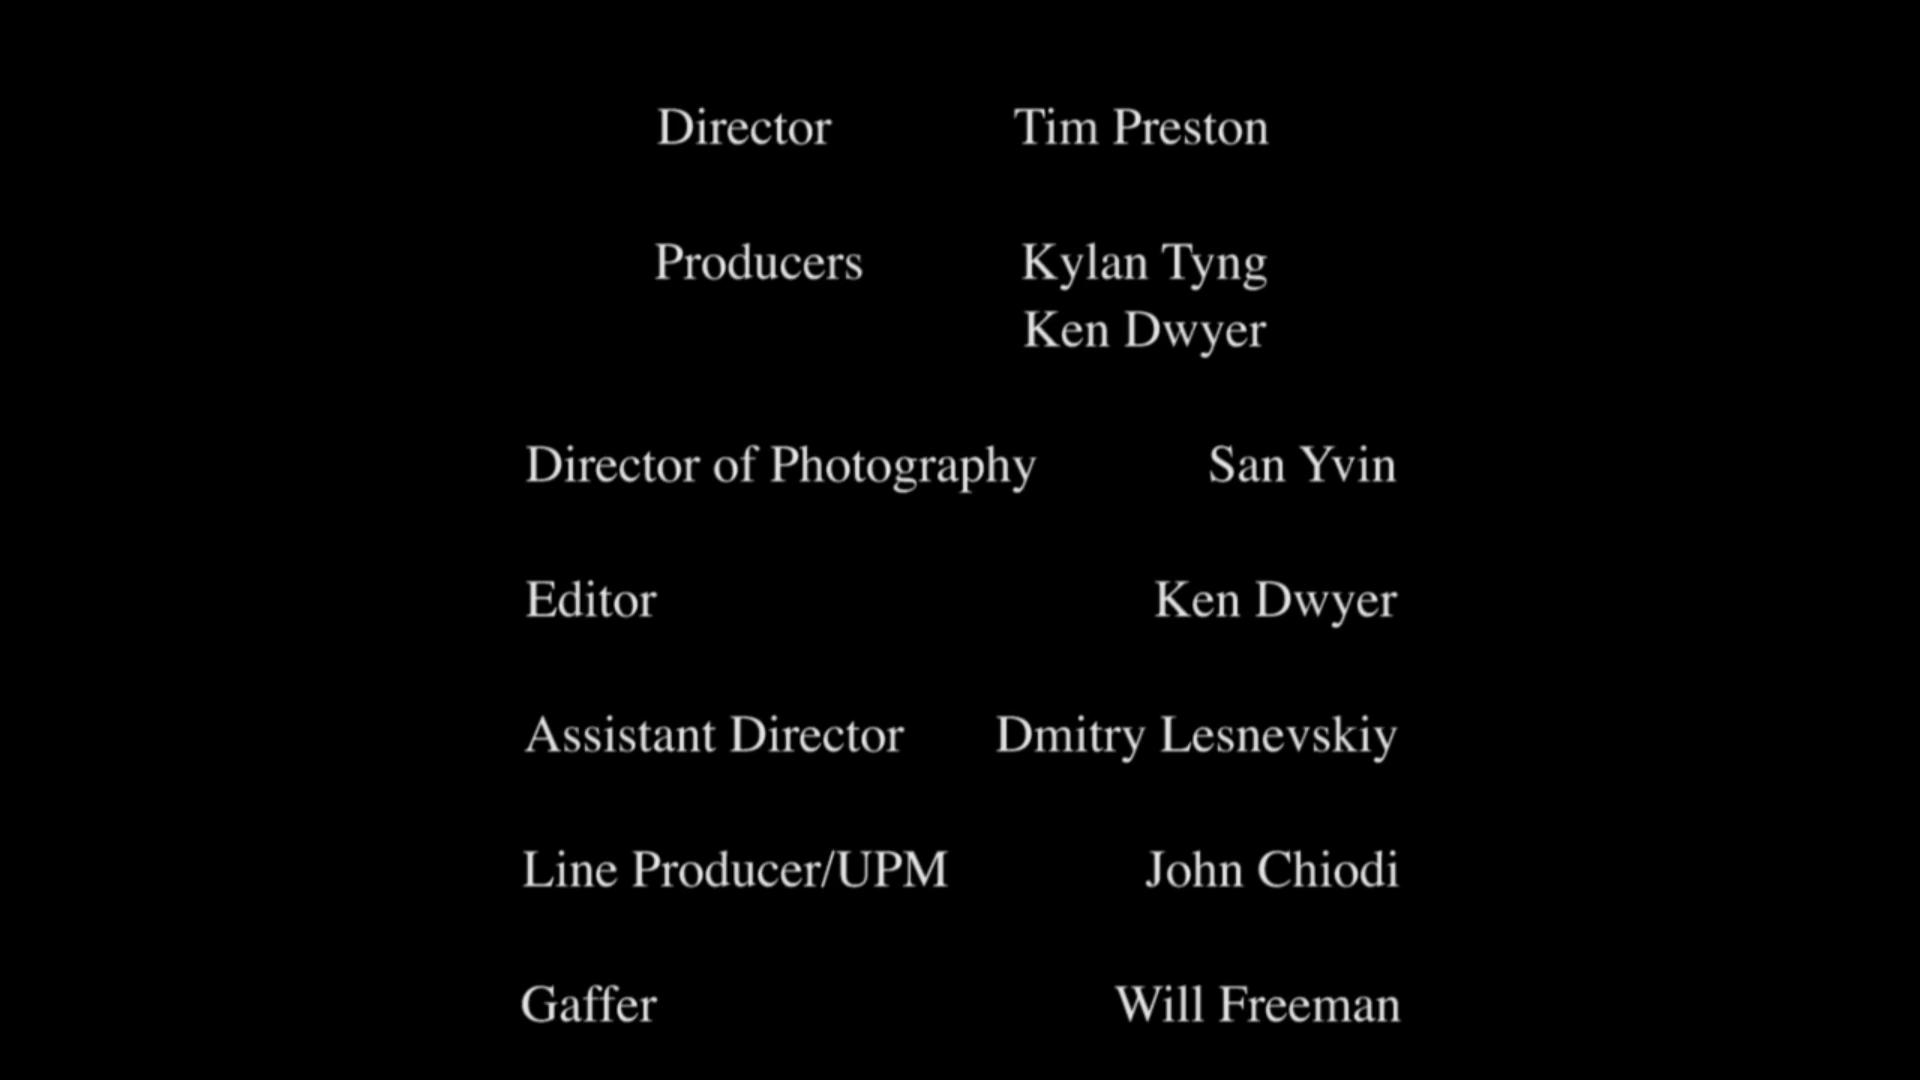 Director Tim Preston
Producers Kylan Tyng
Ken Dwyer
Director of Photography San Yvin
Editor Ken Dwyer
Assistant Director Dmitry Lesnevskiy
Line Producer/UPM John Chiodi
Gaffer Will Freeman